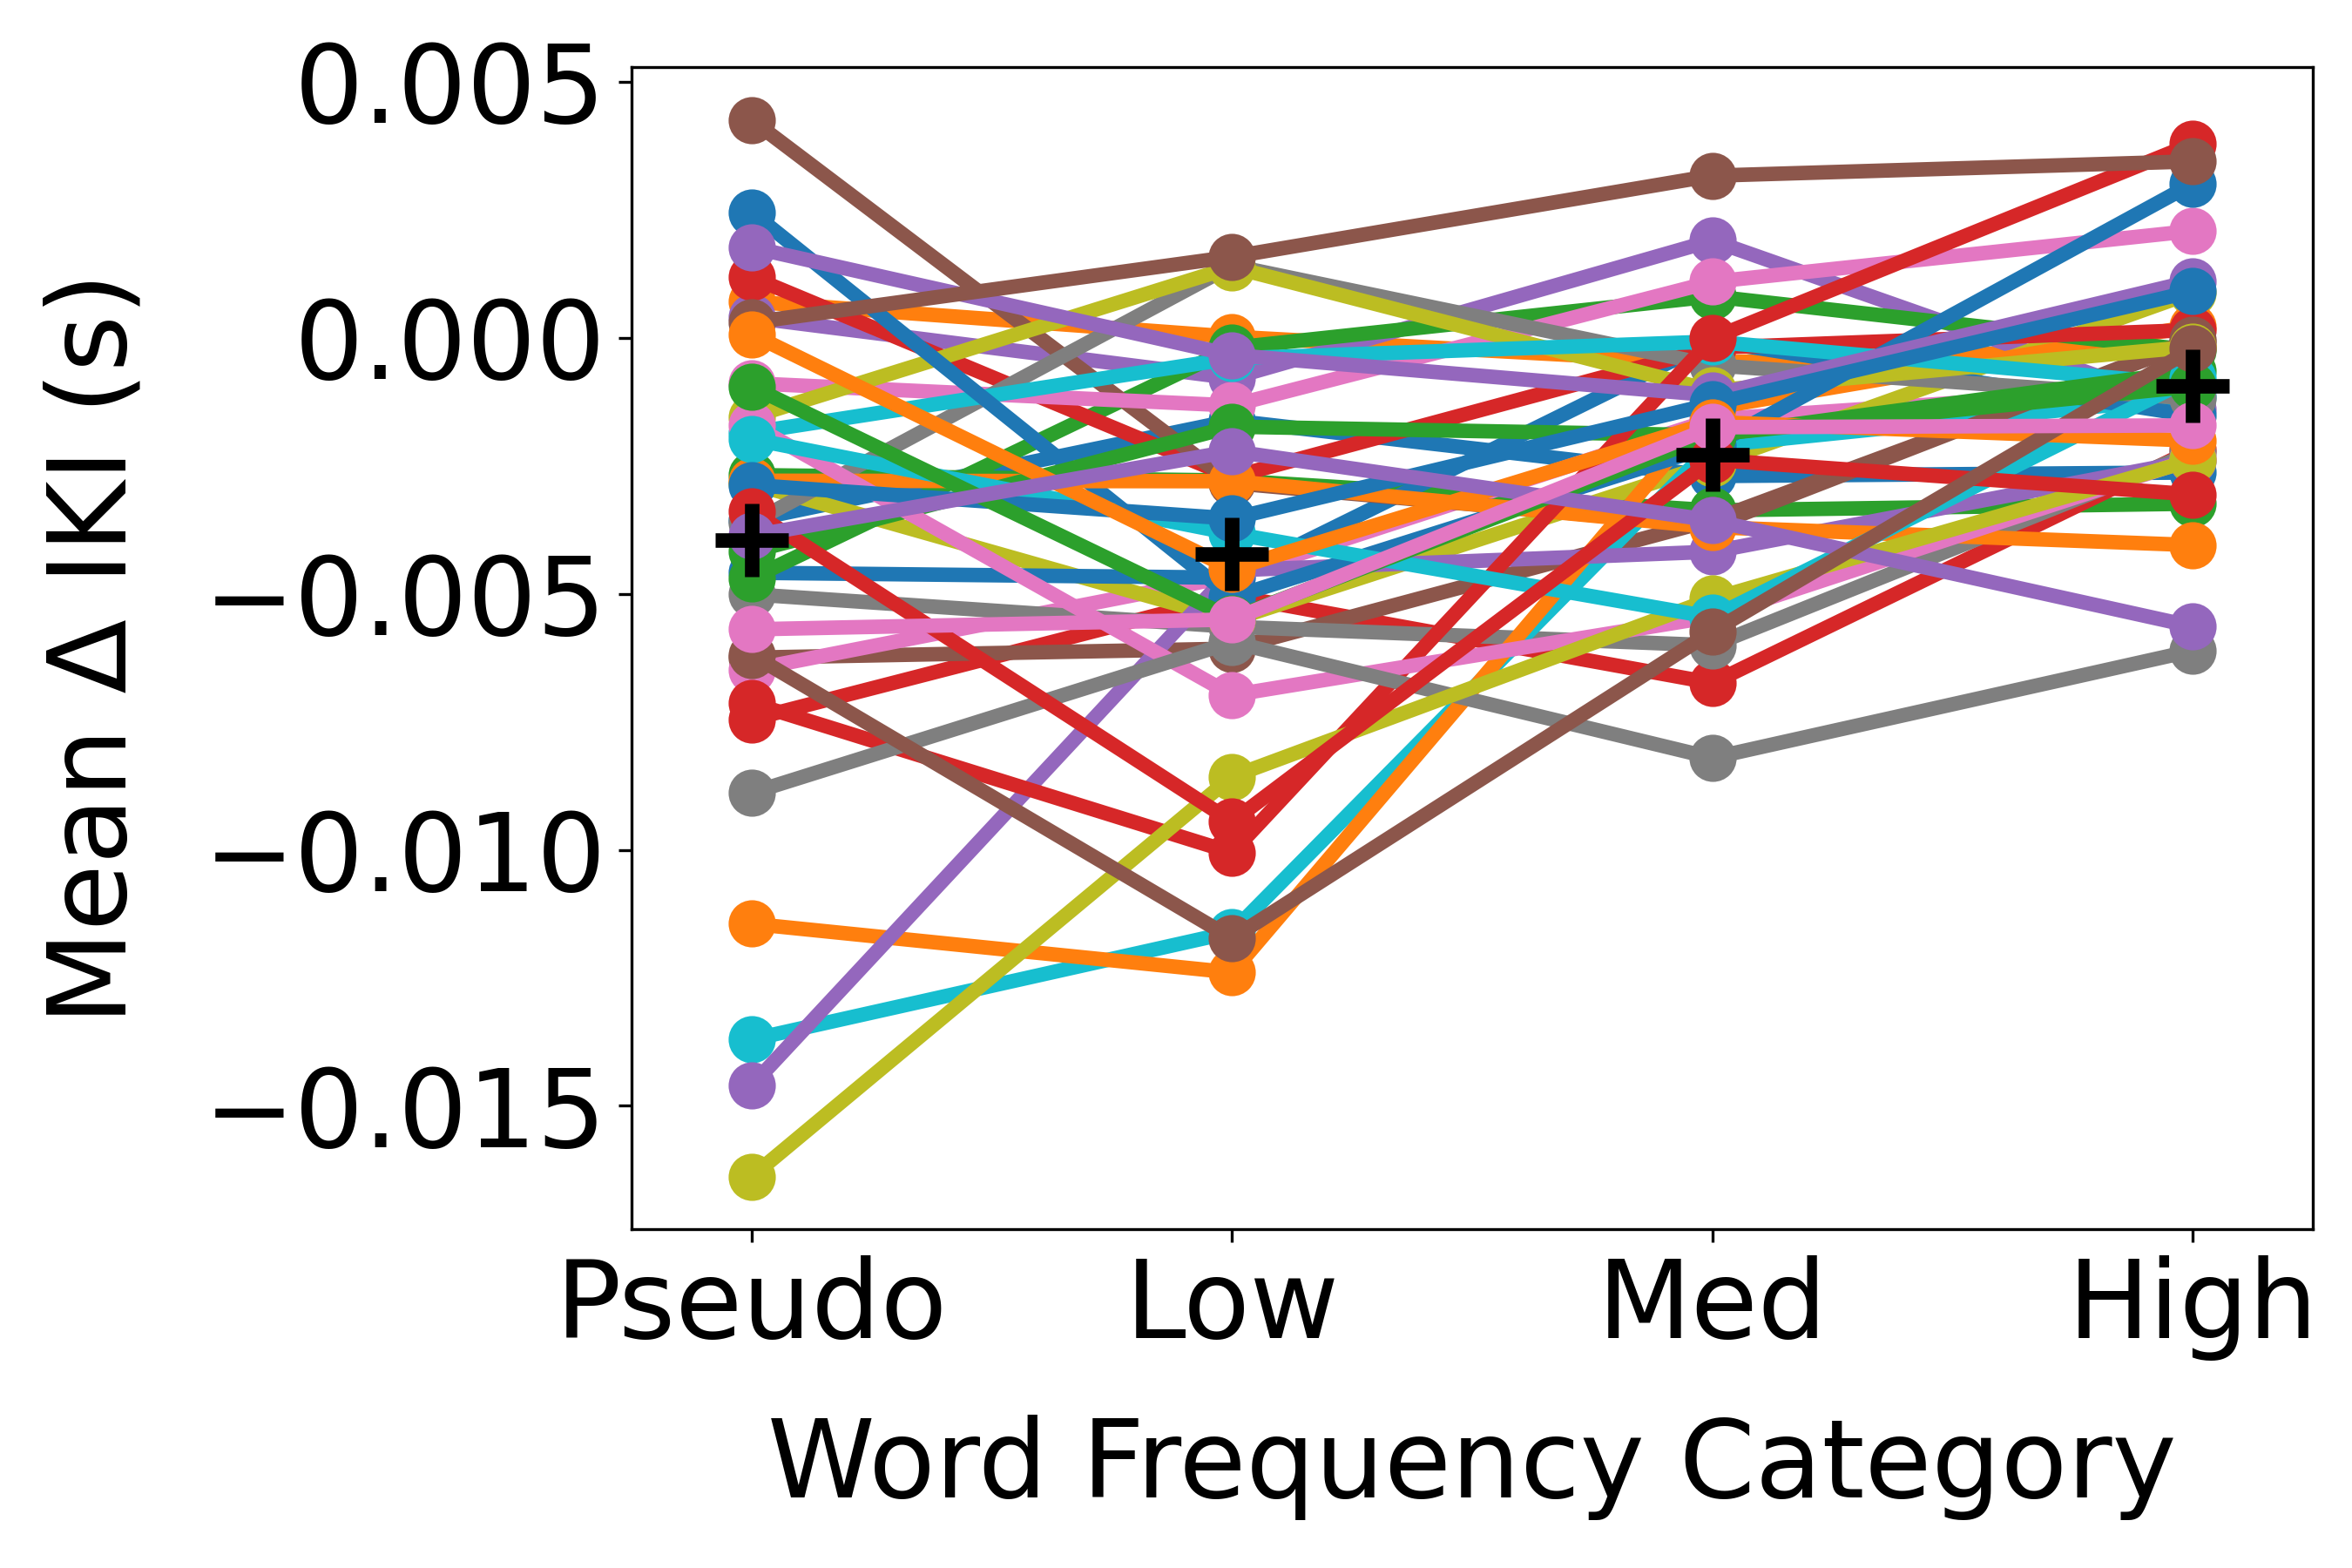 Mean Δ IKI (s)
0.005
0.000
−0.005
−0.010
−0.015
Pseudo Low Med High
Word Frequency Category